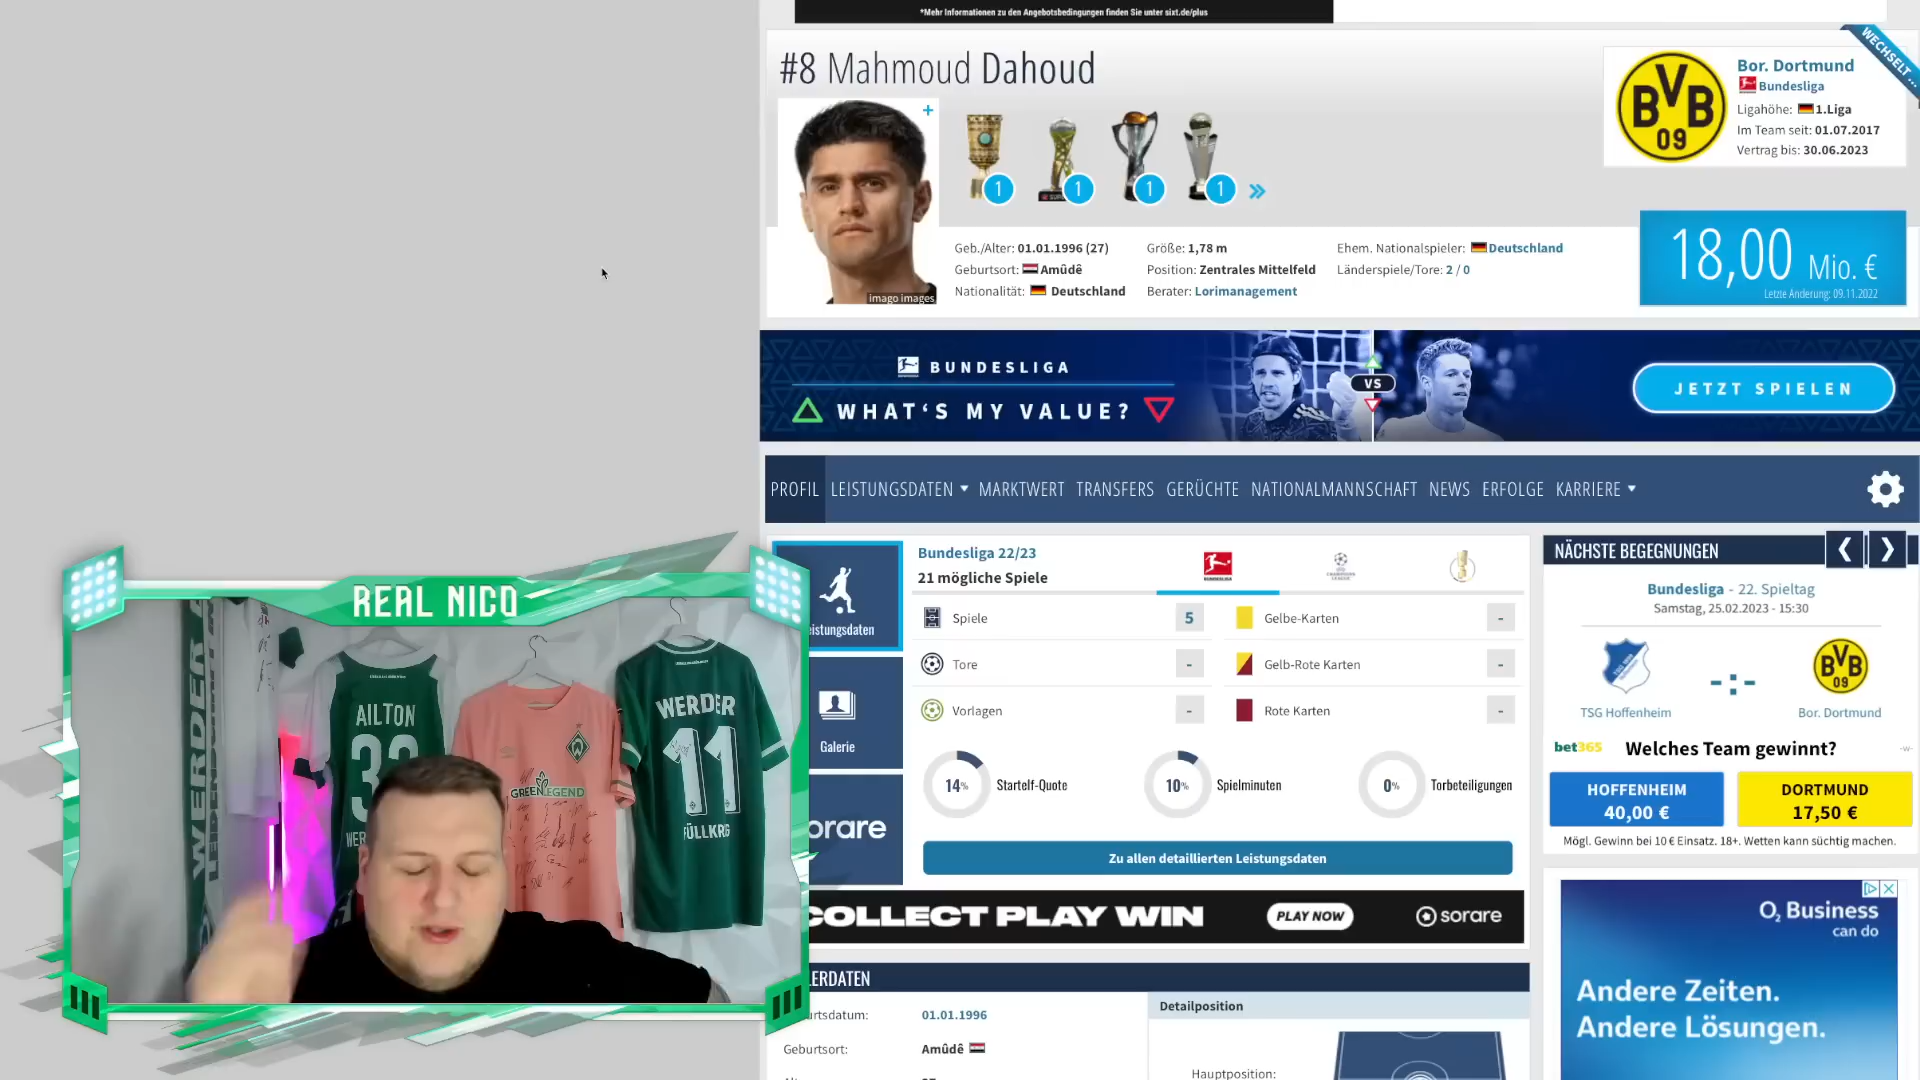 *Mehr Informationen zu den Angebotsbedingungen finden Sie unter sixt.de/plus
#8 Mahmoud Dahoud
WECHSELT ...
Bor. Dortmund
Bundesliga
Ligahöhe: 1.Liga
Im Team seit: 01.07.2017
Vertrag bis: 30.06.2023
BVB
09
+
1
1
1
1
imago images
Geb./Alter: 01.01.1996 (27)
Geburtsort: Amûdê
Nationalität: Deutschland
Größe: 1,78 m
Position: Zentrales Mittelfeld
Berater: Lorimanagement
Ehem. Nationalspieler: Deutschland
Länderspiele/Tore: 2 / 0
18,00 Mio. €
Letzte Änderung: 09.11.2022
BUNDESLIGA
WHAT'S MY VALUE?
VS
JETZT SPIELEN
PROFIL LEISTUNGSDATEN MARKTWERT TRANSFERS GERÜCHTE NATIONALMANNSCHAFT NEWS ERFOLGE KARRIERE
istungsdaten
Galerie
orare
Bundesliga 22/23
21 mögliche Spiele
Spiele 5
Gelbe-Karten -
Tore -
Gelb-Rote Karten -
Vorlagen -
Rote Karten -
14% Startelf-Quote
10% Spielminuten
0% Torbeteiligungen
Zu allen detaillierten Leistungsdaten
COLLECT PLAY WIN
PLAY NOW
sorare
NÄCHSTE BEGEGNUNGEN
Bundesliga - 22. Spieltag
Samstag, 25.02.2023 - 15:30
-:-
BVB
09
TSG Hoffenheim
Bor. Dortmund
bet365
Welches Team gewinnt?
-w-
HOFFENHEIM
40,00 €
DORTMUND
17,50 €
Mögl. Gewinn bei 10 € Einsatz. 18+. Wetten kann süchtig machen.
O2 Business
can do
Andere Zeiten.
Andere Lösungen.
ERDATEN
urtsdatum: 01.01.1996
Geburtsort: Amûdê
Detailposition
Hauptposition:
REAL NICO
WERDER
AILTON
32
WER
GREENLEGEND
WERDER
11
FÜLLKRG